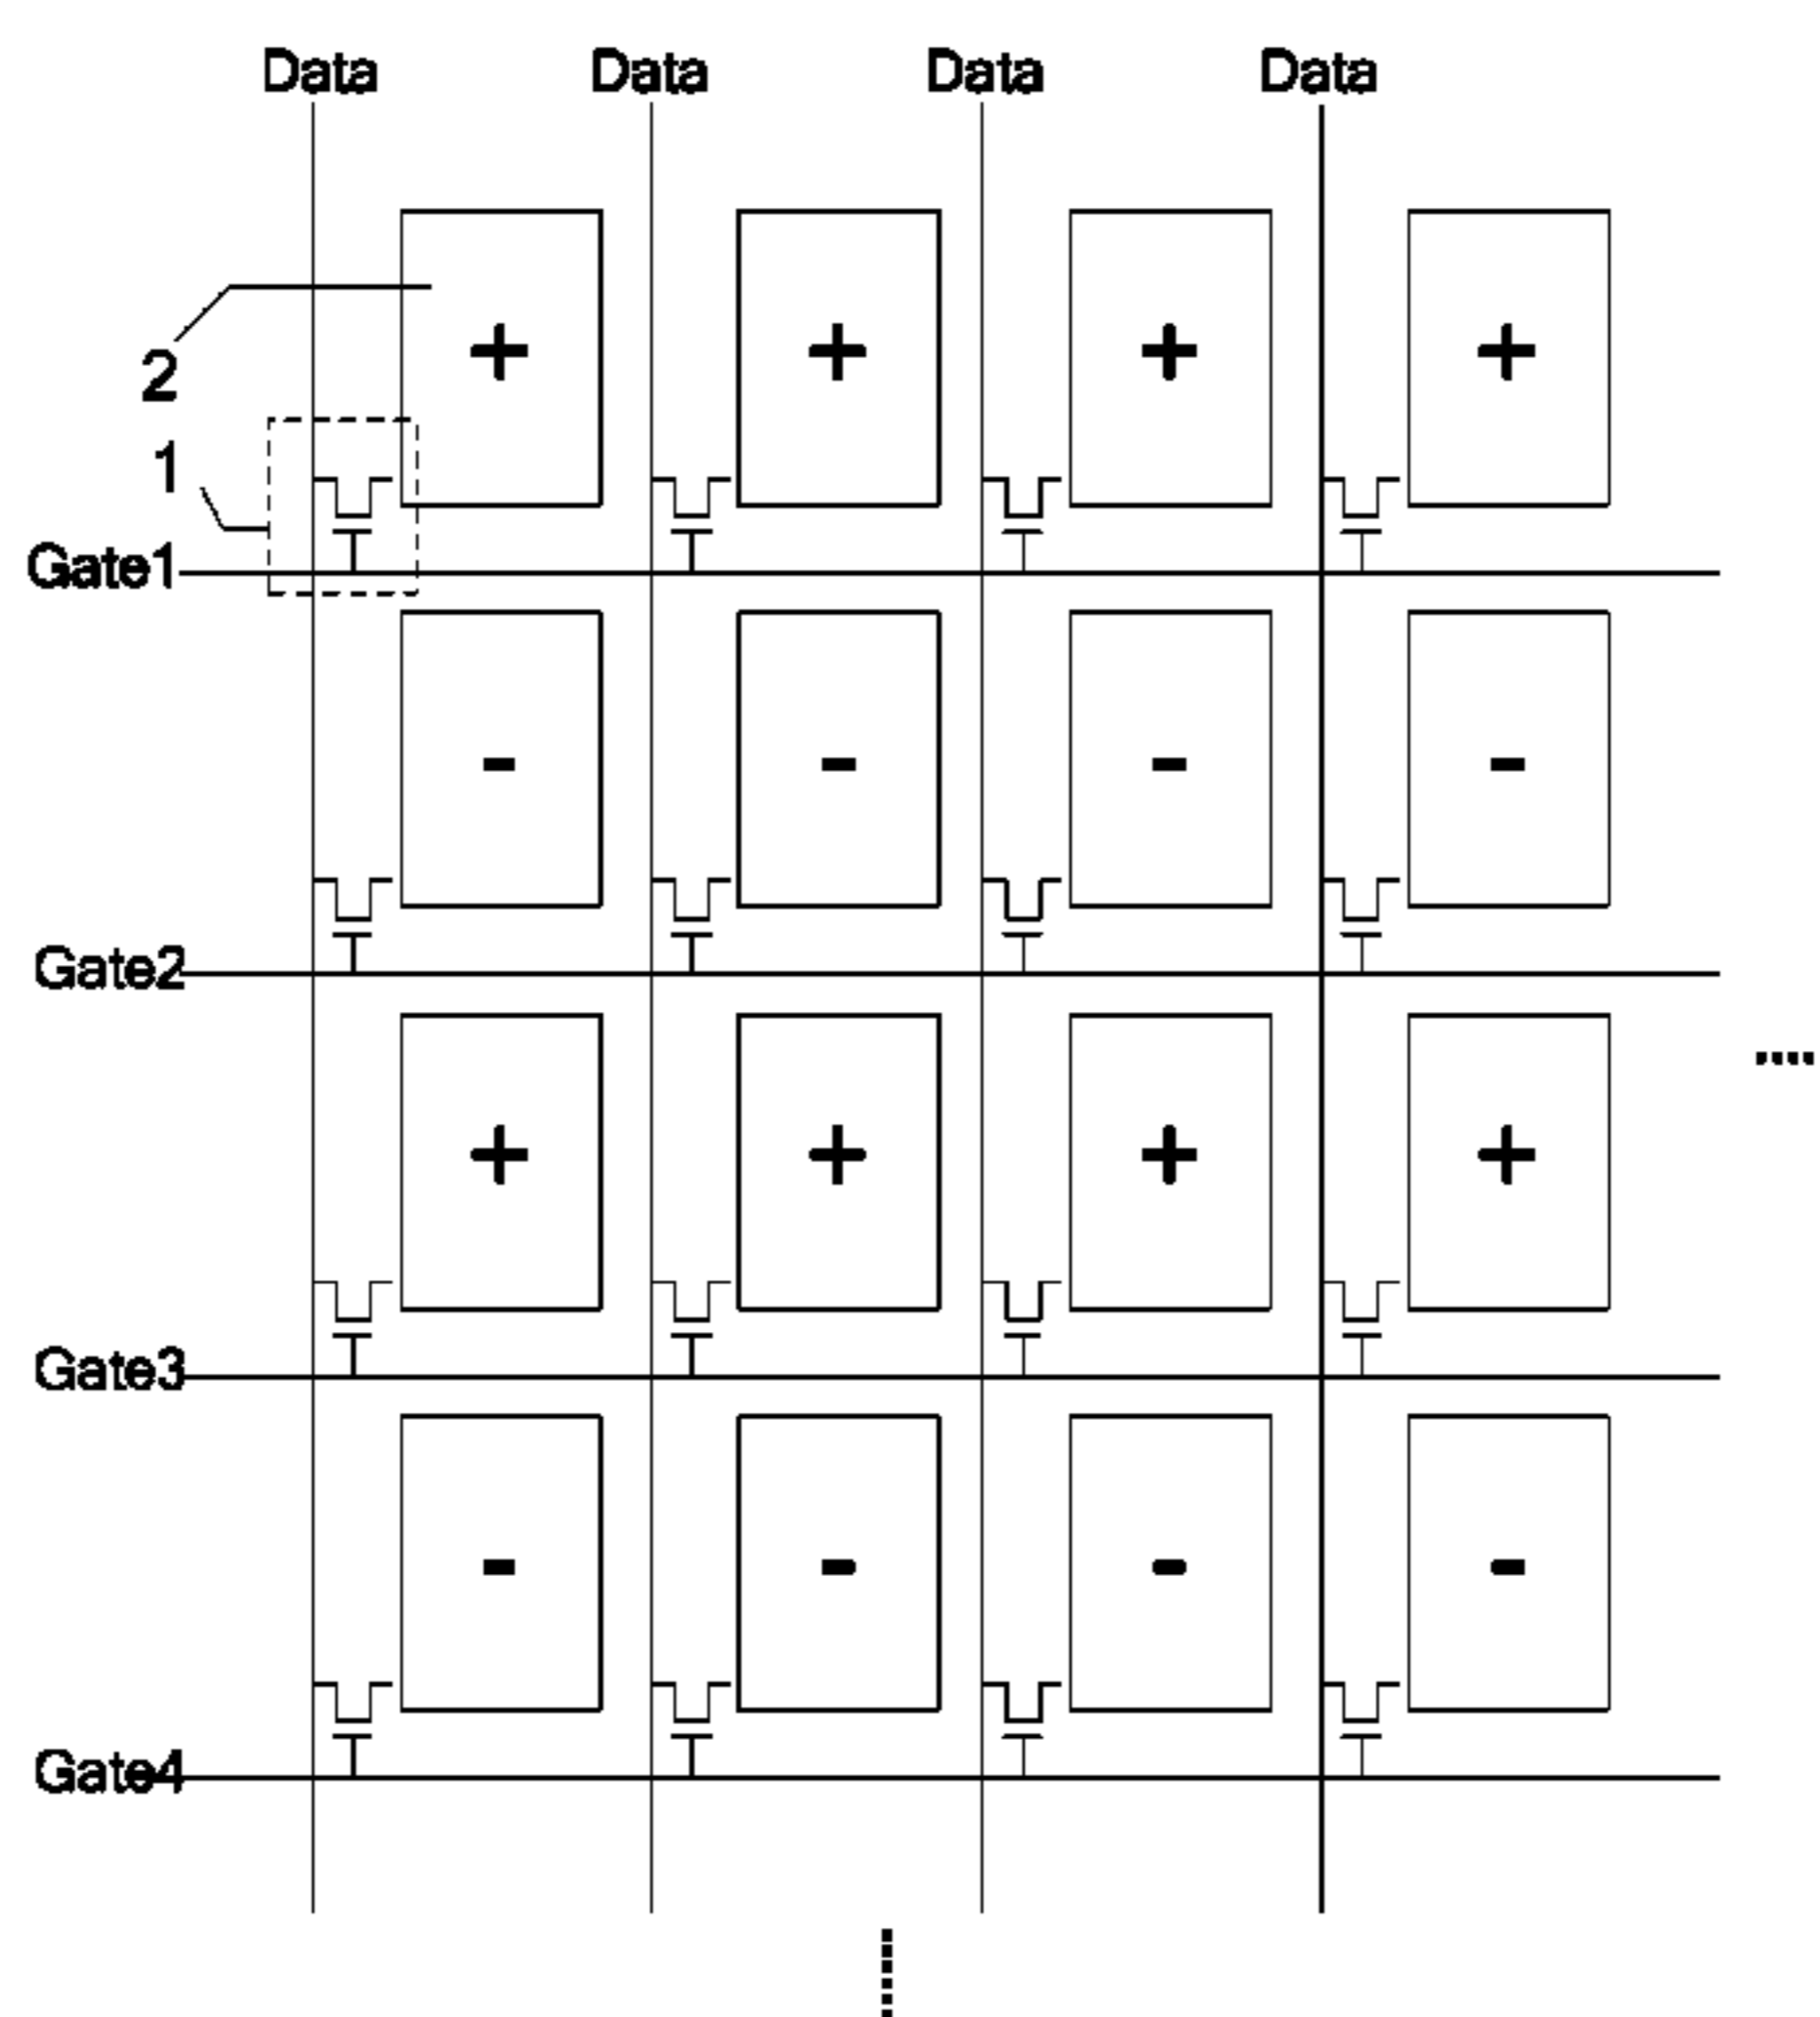 Data Data Data Data
+ + + +
2
1
Gate1
- - - -
Gate2
+ + + +
Gate3
- - - -
Gate4